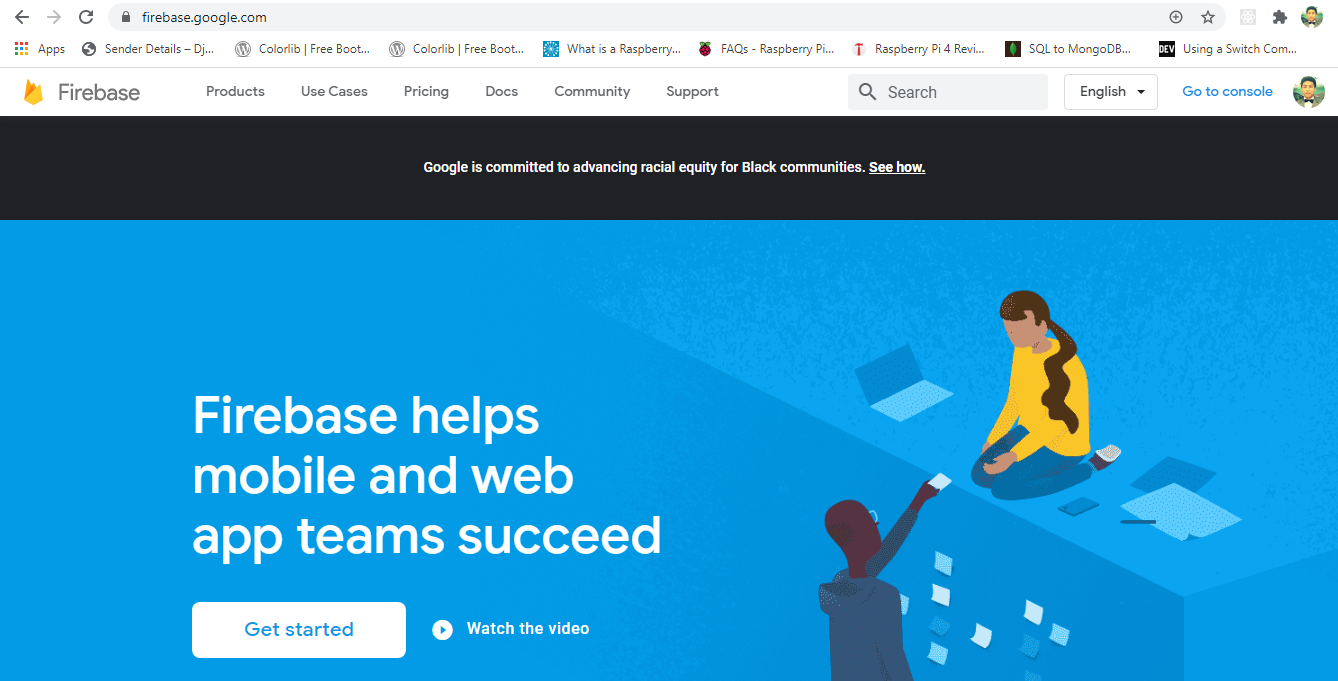 firebase.google.com
Apps Sender Details – Dj... Colorlib | Free Boot... Colorlib | Free Boot... What is a Raspberry... FAQs - Raspberry Pi... T Raspberry Pi 4 Revi... SQL to MongoDB... DEV Using a Switch Com...
Firebase Products Use Cases Pricing Docs Community Support Search English Go to console
Google is committed to advancing racial equity for Black communities. See how.
Firebase helps
mobile and web
app teams succeed
Get started Watch the video